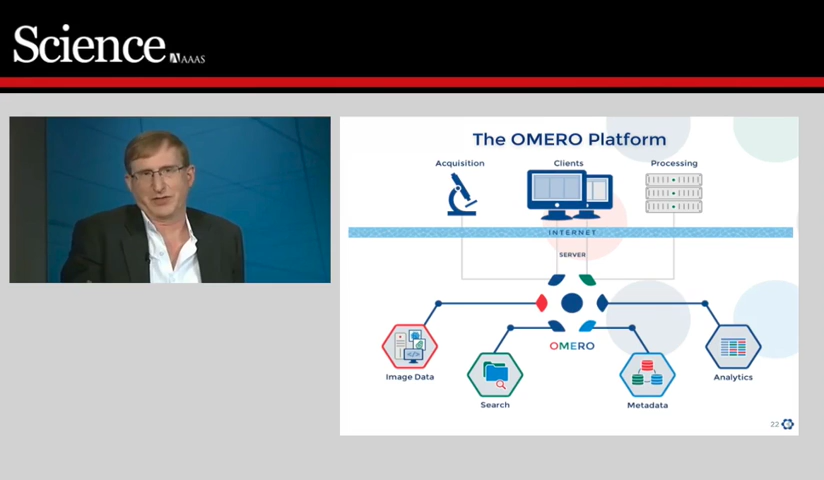 Science
AAAS
The OMERO Platform
Acquisition
Clients
Processing
INTERNET
SERVER
OMERO
Image Data
</>
Search
Metadata
Analytics
22